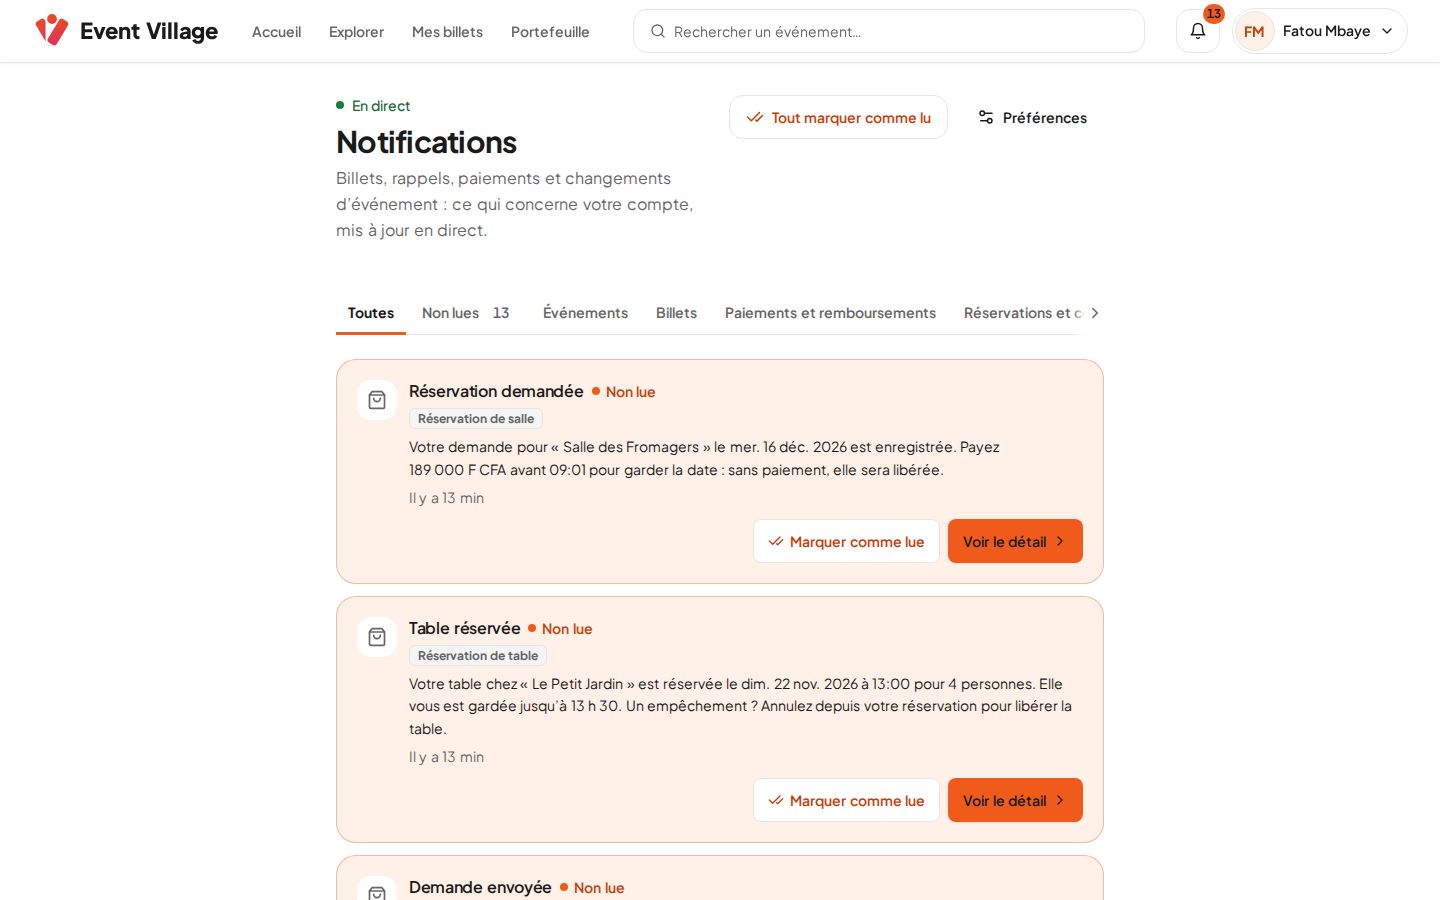 Event Village
Accueil
Explorer
Mes billets
Portefeuille
Rechercher un événement…
13
FM
Fatou Mbaye
En direct
Notifications
Billets, rappels, paiements et changements
d’événement : ce qui concerne votre compte,
mis à jour en direct.
Tout marquer comme lu
Préférences
Toutes
Non lues 13
Événements
Billets
Paiements et remboursements
Réservations et c
Réservation demandée
Non lue
Réservation de salle
Votre demande pour « Salle des Fromagers » le mer. 16 déc. 2026 est enregistrée. Payez
189 000 F CFA avant 09:01 pour garder la date : sans paiement, elle sera libérée.
Il y a 13 min
Marquer comme lue
Voir le détail
Table réservée
Non lue
Réservation de table
Votre table chez « Le Petit Jardin » est réservée le dim. 22 nov. 2026 à 13:00 pour 4 personnes. Elle
vous est gardée jusqu’à 13 h 30. Un empêchement ? Annulez depuis votre réservation pour libérer la
table.
Il y a 13 min
Marquer comme lue
Voir le détail
Demande envoyée
Non lue